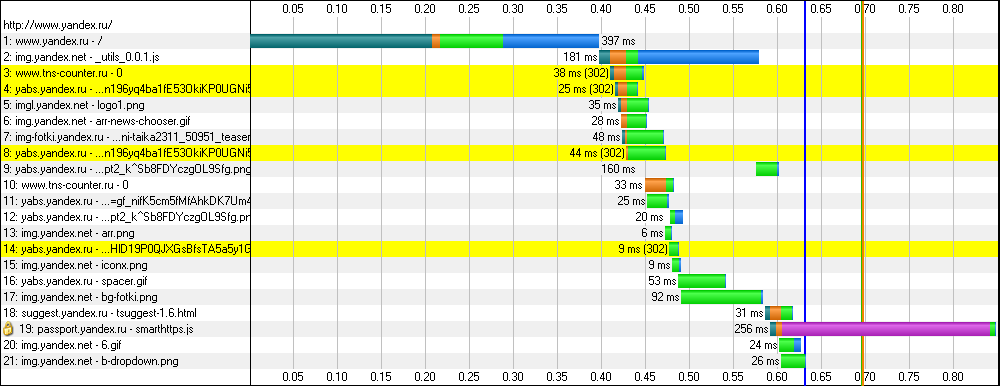 0.05 0.10 0.15 0.20 0.25 0.30 0.35 0.40 0.45 0.50 0.55 0.60 0.65 0.70 0.75 0.80
http://www.yandex.ru/
1: www.yandex.ru - / 397 ms
2: img.yandex.net - _utils_0.0.1.js 181 ms
3: www.tns-counter.ru - 0 38 ms (302)
4: yabs.yandex.ru - ...n196yq4ba1fE53OkiKP0UGNi5 25 ms (302)
5: imgl.yandex.net - logo1.png 35 ms
6: img.yandex.net - arr-news-chooser.gif 28 ms
7: img-fotki.yandex.ru - ...ni-taika2311_50951_teaser 48 ms
8: yabs.yandex.ru - ...n196yq4ba1fE53OkiKP0UGNi5 44 ms (302)
9: yabs.yandex.ru - ...pt2_k^Sb8FDYczgOL9Sfg.png 160 ms
10: www.tns-counter.ru - 0 33 ms
11: yabs.yandex.ru - ...=gf_nifK5cm5fMfAhkDK7Um4 25 ms
12: yabs.yandex.ru - ...pt2_k^Sb8FDYczgOL9Sfg.pn 20 ms
13: img.yandex.net - arr.png 6 ms
14: yabs.yandex.ru - ...HID19P0QJXGsBfsTA5a5y1G 9 ms (302)
15: img.yandex.net - iconx.png 9 ms
16: yabs.yandex.ru - spacer.gif 53 ms
17: img.yandex.net - bg-fotki.png 92 ms
18: suggest.yandex.ru - tsuggest-1.6.html 31 ms
19: passport.yandex.ru - smarthttps.js 256 ms
20: img.yandex.net - 6.gif 24 ms
21: img.yandex.net - b-dropdown.png 26 ms
0.05 0.10 0.15 0.20 0.25 0.30 0.35 0.40 0.45 0.50 0.55 0.60 0.65 0.70 0.75 0.80